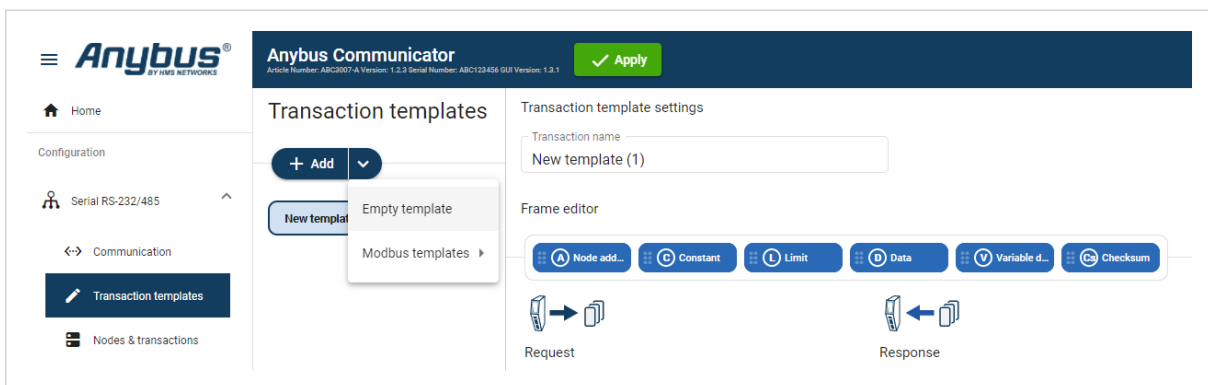 Anybus®
BY HMS NETWORKS
Anybus Communicator
Article Number: ABC3007-A Version: 1.2.3 Serial Number: ABC123456 GUI Version: 1.3.1
Apply
Home
Configuration
Serial RS-232/485
Communication
Transaction templates
Nodes & transactions
Transaction templates
+ Add
New templat
Empty template
Modbus templates
Transaction template settings
Transaction name
New template (1)
Frame editor
A Node add...
C Constant
L Limit
D Data
V Variable d...
Cs Checksum
Request
Response